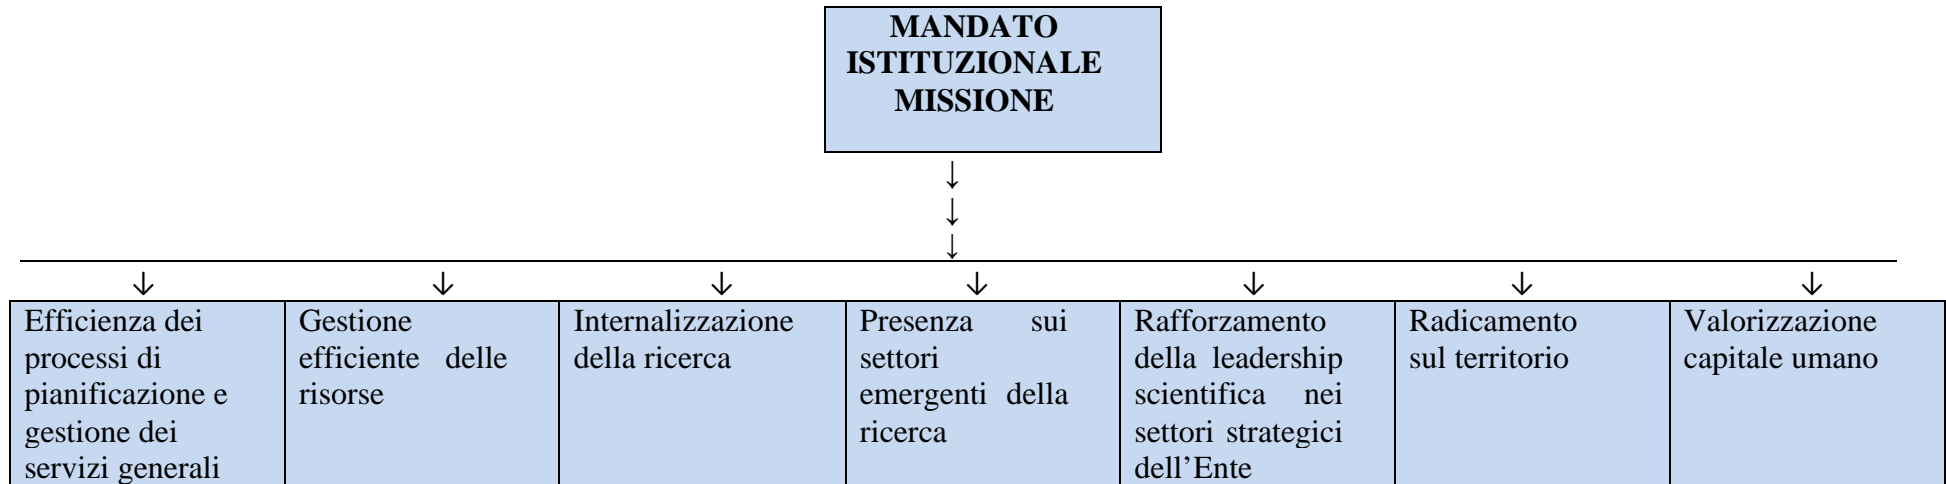 MANDATO
ISTITUZIONALE
MISSIONE
↓
↓
↓
↓ ↓ ↓ ↓ ↓ ↓ ↓
Efficienza dei
processi di
pianificazione e
gestione dei
servizi generali
Gestione
efficiente delle
risorse
Internalizzazione
della ricerca
Presenza sui
settori
emergenti della
ricerca
Rafforzamento
della leadership
scientifica nei
settori strategici
dell’Ente
Radicamento
sul territorio
Valorizzazione
capitale umano